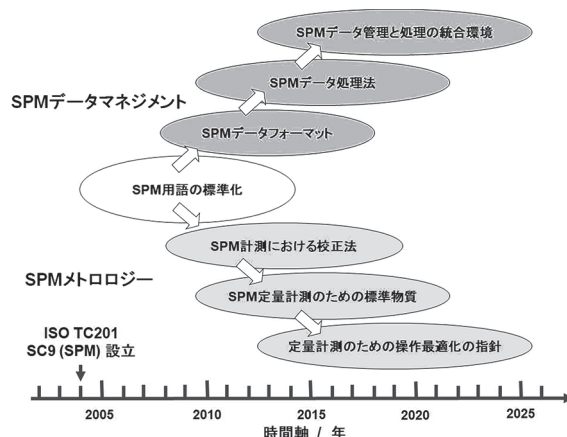 SPMデータ管理と処理の統合環境
SPMデータ処理法
SPMデータマネジメント
SPMデータフォーマット
SPM用語の標準化
SPM計測における校正法
SPMメトロロジー
SPM定量計測のための標準物質
ISO TC201
SC9 (SPM) 設立
定量計測のための操作最適化の指針
2005 2010 2015 2020 2025
時間軸 / 年